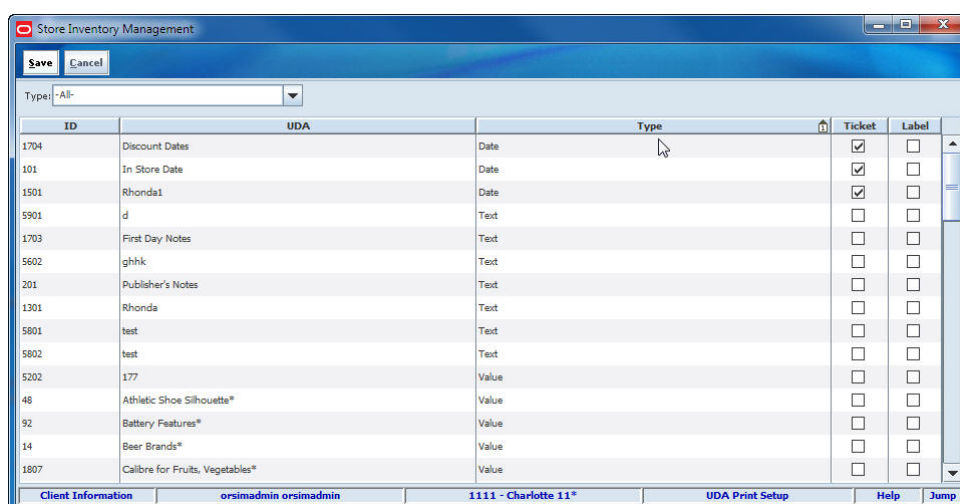 Store Inventory Management
Save Cancel
Type: -All-
ID UDA Type 1 Ticket Label
1704 Discount Dates Date
101 In Store Date Date
1501 Rhonda1 Date
5901 d Text
1703 First Day Notes Text
5602 ghhk Text
201 Publisher's Notes Text
1301 Rhonda Text
5801 test Text
5802 test Text
5202 177 Value
48 Athletic Shoe Silhouette* Value
92 Battery Features* Value
14 Beer Brands* Value
1807 Calibre for Fruits, Vegetables* Value
Client Information orsimadmin orsimadmin 1111 - Charlotte 11* UDA Print Setup Help Jump